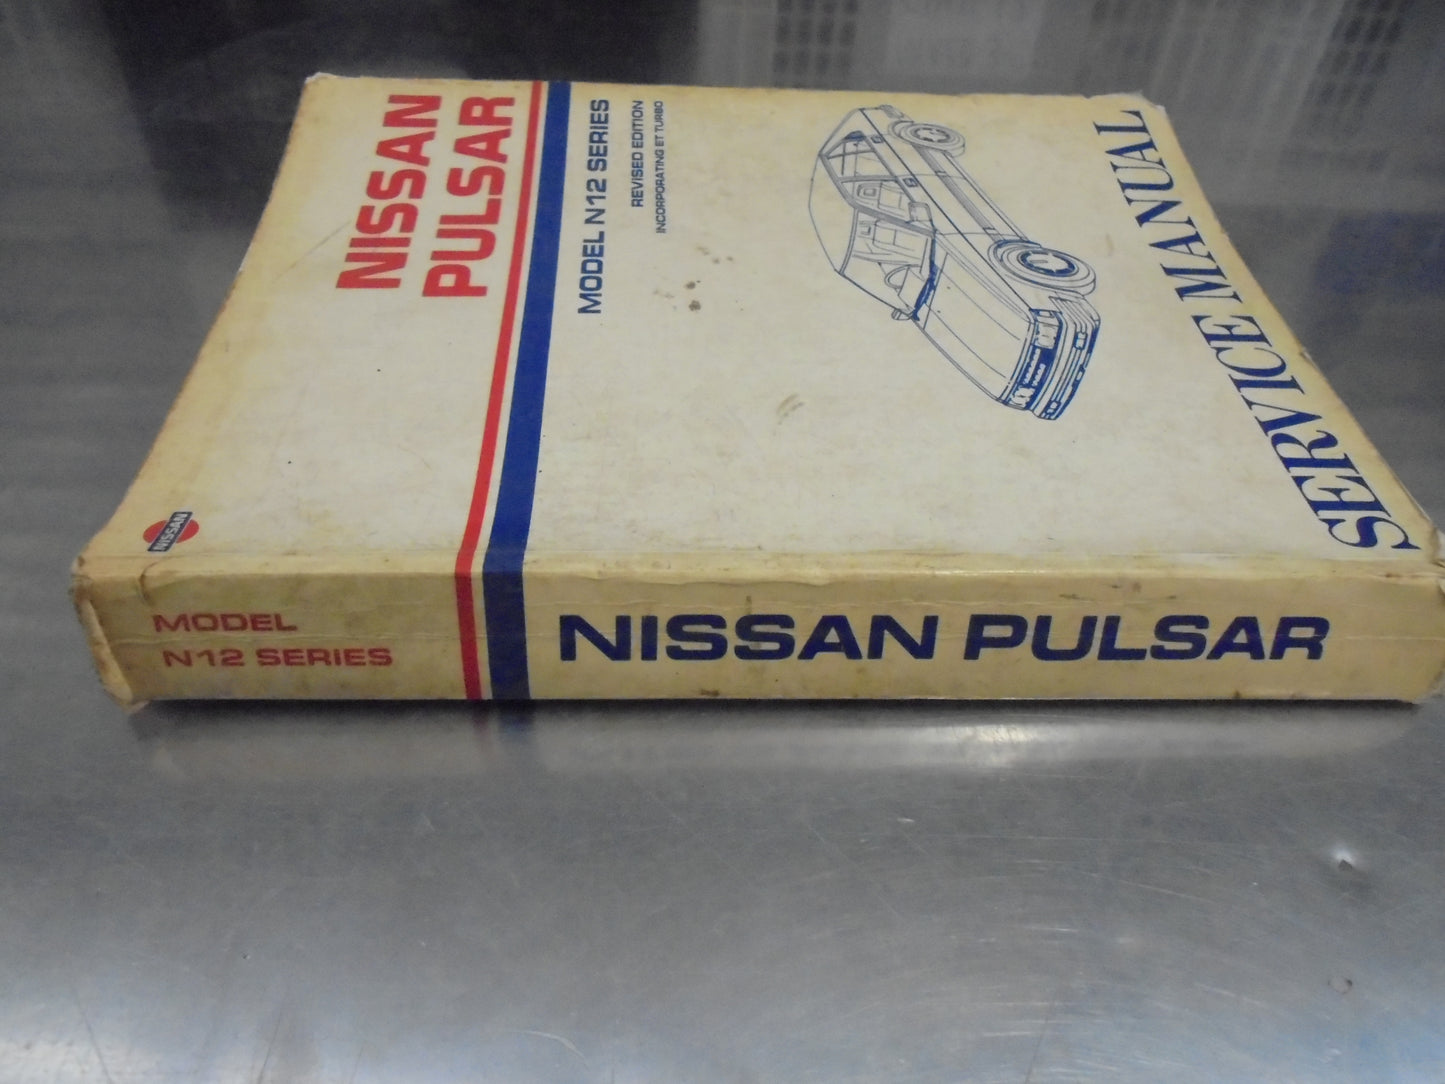 NISSAN
PULSAR
MODEL N12 SERIES
REVISED EDITION
INCORPORATING ET TURBO
SERVICE MANUAL
NISSAN
MODEL
N12 SERIES
NISSAN PULSAR